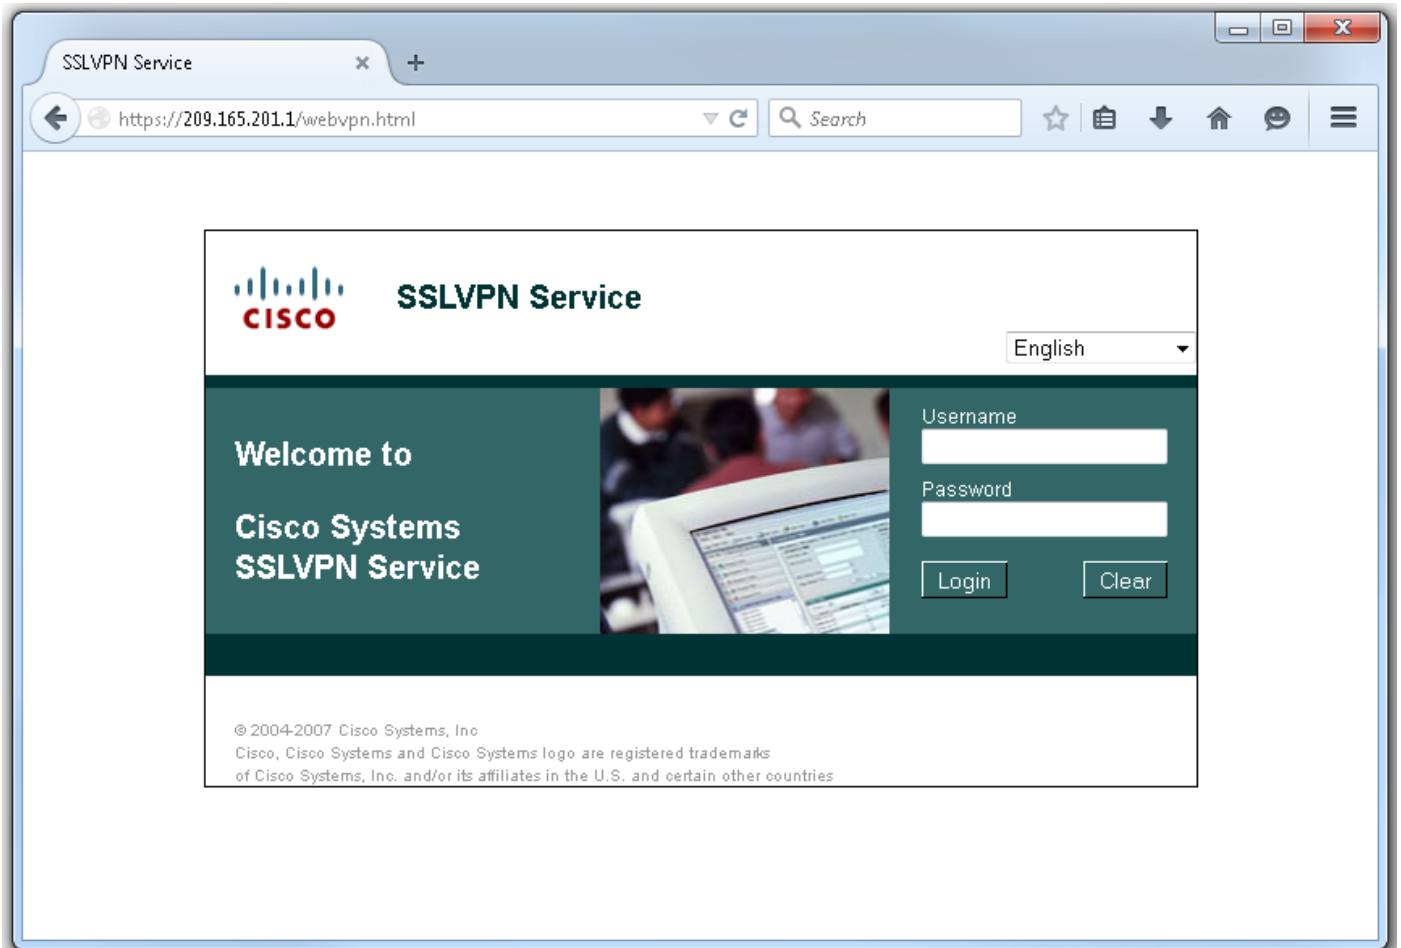 SSLVPN Service
https://209.165.201.1/webvpn.html
Search
CISCO
SSLVPN Service
English
Welcome to
Cisco Systems
SSLVPN Service
Username
Password
Login
Clear
© 2004-2007 Cisco Systems, Inc
Cisco, Cisco Systems and Cisco Systems logo are registered trademarks
of Cisco Systems, Inc. and/or its affiliates in the U.S. and certain other countries